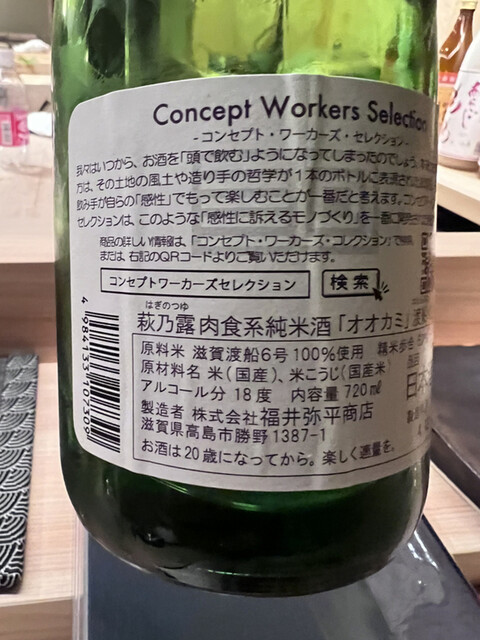 Concept Workers Selection
-コンセプト・ワーカーズ・セレクション-
我々はいつから、お酒を「頭で飲む」ようになってしまったのでしょう。
方は、その土地の風土や造り手の哲学が1本のボトルに表現された
飲み手が自らの「感性」でもって楽しむことが一番だと考えます。
セレクションは、このような「感性に訴えるモノづくり」を一番に
商品の詳しい情報は、「コンセプト・ワーカーズ・コレクション」で
または、右記のQRコードよりご覧いただけます。
コンセプトワーカーズセレクション 検索
はぎのつゆ
萩乃露 肉食系純米酒「オオカミ」渡船
原料米 滋賀渡船6号100%使用 精米歩合
原材料名 米(国産)、米こうじ(国産米)
アルコール分 18度 内容量 720ml
製造者 株式会社福井弥平商店
滋賀県高島市勝野1387-1
お酒は20歳になってから。楽しく適量を。
日本
498433107309